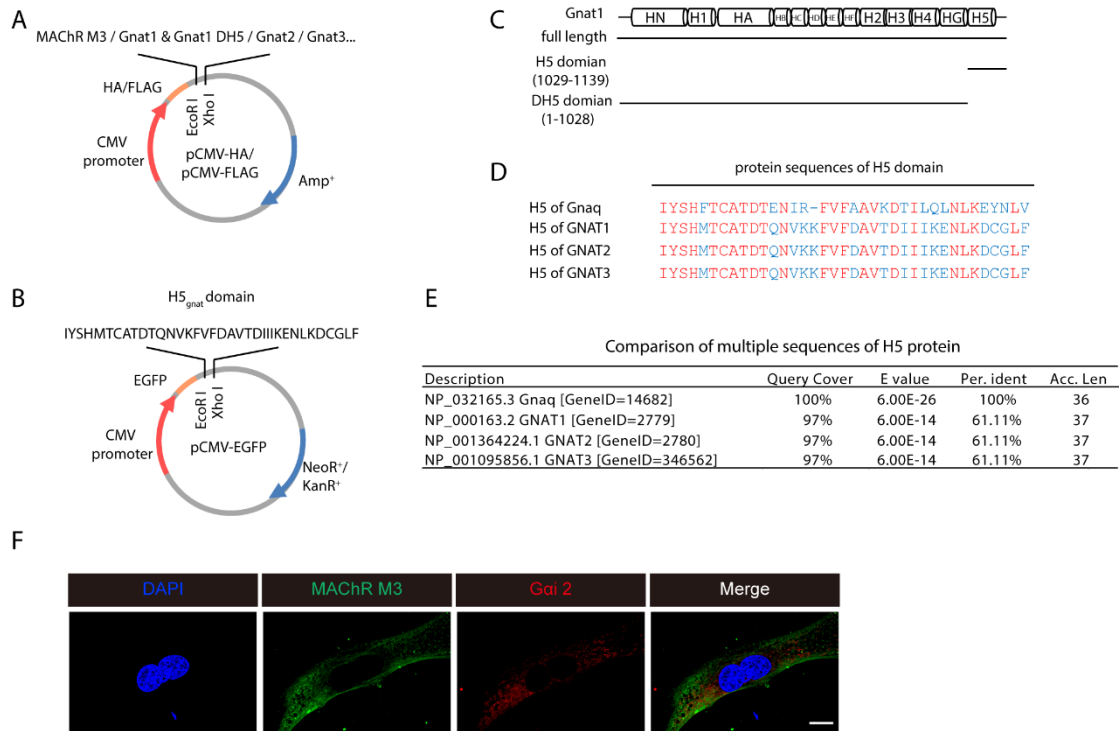 A
MAChR M3 / Gnat1 & Gnat1 DH5 / Gnat2 / Gnat3...
HA/FLAG
EcoR I
Xho I
CMV
promoter
pCMV-HA/
pCMV-FLAG
Amp+
B
H5gnat domain
IYSHMTCATDTQNVKFVFDAVTDIIIKENLKDCGLF
EGFP
EcoR I
Xho I
CMV
promoter
pCMV-EGFP
NeoR+/
KanR+
C
Gnat1 HN H1 HA HB HC HD HE HF H2 H3 H4 HG H5
full length
H5 domian
(1029-1139)
DH5 domian
(1-1028)
D
protein sequences of H5 domain
H5 of Gnaq IYSHFTCATDTENIR-FVFAAVKDTILQLNLKEYNLV
H5 of GNAT1 IYSHMTCATDTQNVKKFVFDAVTDIIIKENLKDCGLF
H5 of GNAT2 IYSHMTCATDTQNVKKFVFDAVTDIIIKENLKDCGLF
H5 of GNAT3 IYSHMTCATDTQNVKKFVFDAVTDIIIKENLKDCGLF
E
Comparison of multiple sequences of H5 protein
Description Query Cover E value Per. ident Acc. Len
NP_032165.3 Gnaq [GeneID=14682] 100% 6.00E-26 100% 36
NP_000163.2 GNAT1 [GeneID=2779] 97% 6.00E-14 61.11% 37
NP_001364224.1 GNAT2 [GeneID=2780] 97% 6.00E-14 61.11% 37
NP_001095856.1 GNAT3 [GeneID=346562] 97% 6.00E-14 61.11% 37
F
DAPI MAChR M3 Gαi 2 Merge